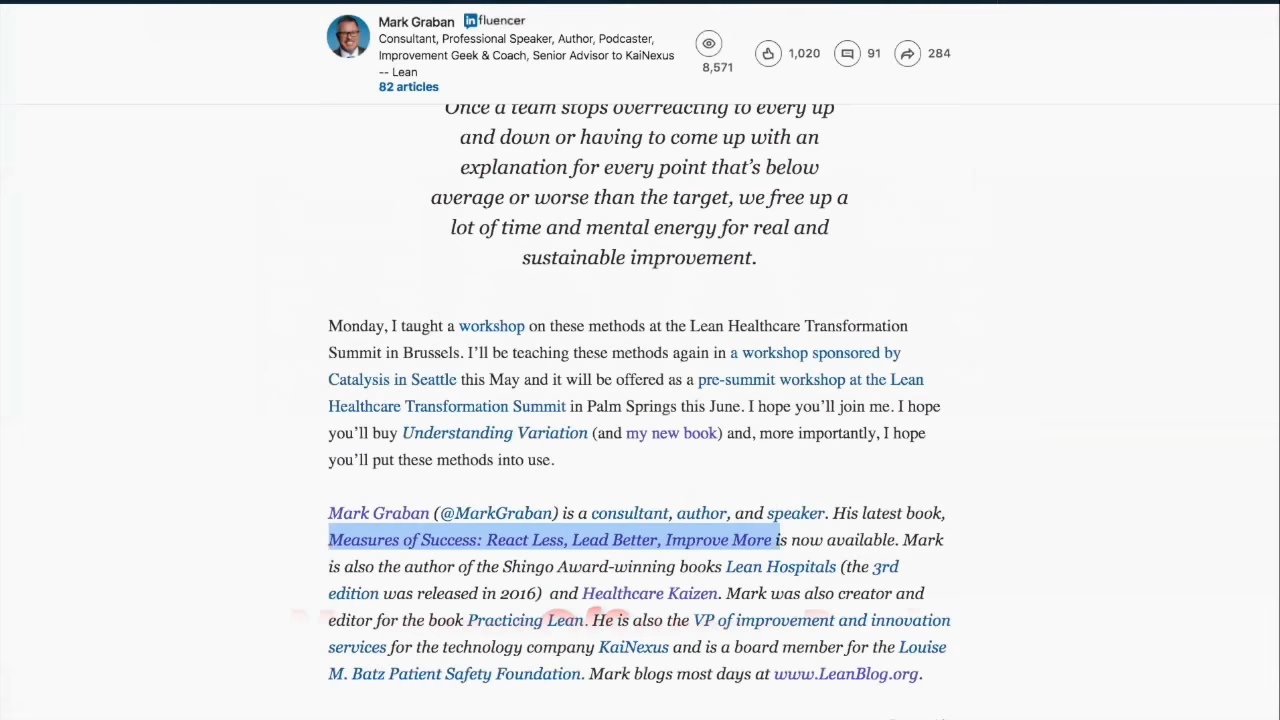 Mark Graban influencer
Consultant, Professional Speaker, Author, Podcaster,
Improvement Geek & Coach, Senior Advisor to KaiNexus
-- Lean
82 articles
8,571
1,020
91
284
Once a team stops overreacting to every up
and down or having to come up with an
explanation for every point that’s below
average or worse than the target, we free up a
lot of time and mental energy for real and
sustainable improvement.
Monday, I taught a workshop on these methods at the Lean Healthcare Transformation
Summit in Brussels. I’ll be teaching these methods again in a workshop sponsored by
Catalysis in Seattle this May and it will be offered as a pre-summit workshop at the Lean
Healthcare Transformation Summit in Palm Springs this June. I hope you’ll join me. I hope
you’ll buy Understanding Variation (and my new book) and, more importantly, I hope
you’ll put these methods into use.
Mark Graban (@MarkGraban) is a consultant, author, and speaker. His latest book,
Measures of Success: React Less, Lead Better, Improve More is now available. Mark
is also the author of the Shingo Award-winning books Lean Hospitals (the 3rd
edition was released in 2016) and Healthcare Kaizen. Mark was also creator and
editor for the book Practicing Lean. He is also the VP of improvement and innovation
services for the technology company KaiNexus and is a board member for the Louise
M. Batz Patient Safety Foundation. Mark blogs most days at www.LeanBlog.org.